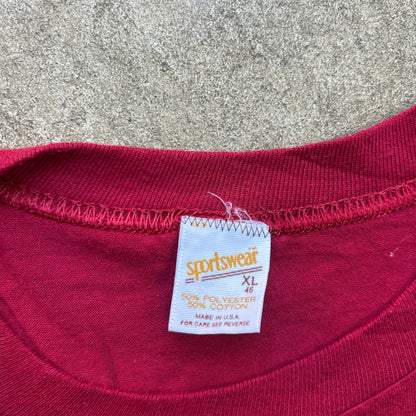 sportswear
XL
46
50% POLYESTER
50% COTTON
MADE IN U.S.A.
FOR CARE SEE REVERSE